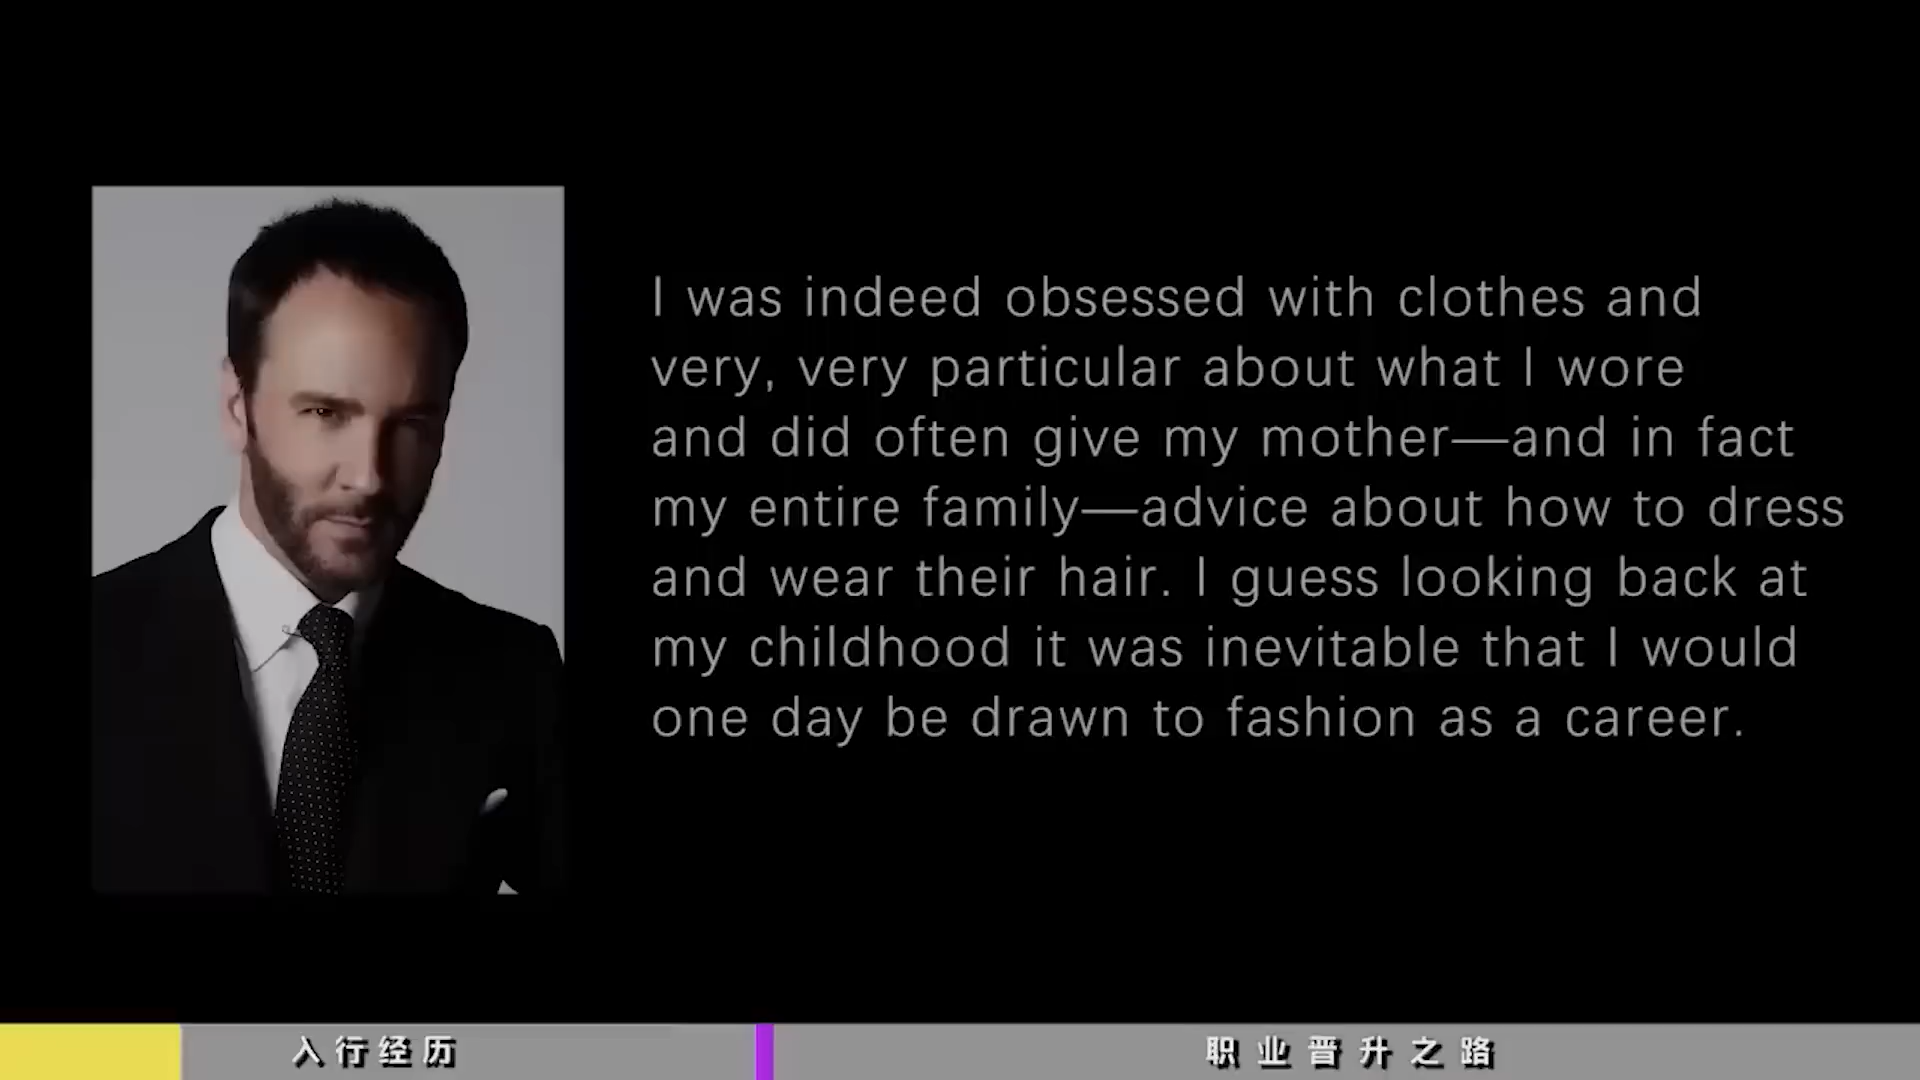 I was indeed obsessed with clothes and
very, very particular about what I wore
and did often give my mother—and in fact
my entire family—advice about how to dress
and wear their hair. I guess looking back at
my childhood it was inevitable that I would
one day be drawn to fashion as a career.
入行经历
职业晋升之路